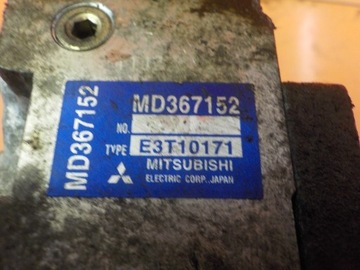 MD367152
MD367152
NO.
TYPE E3T10171
MITSUBISHI
ELECTRIC CORP., JAPAN